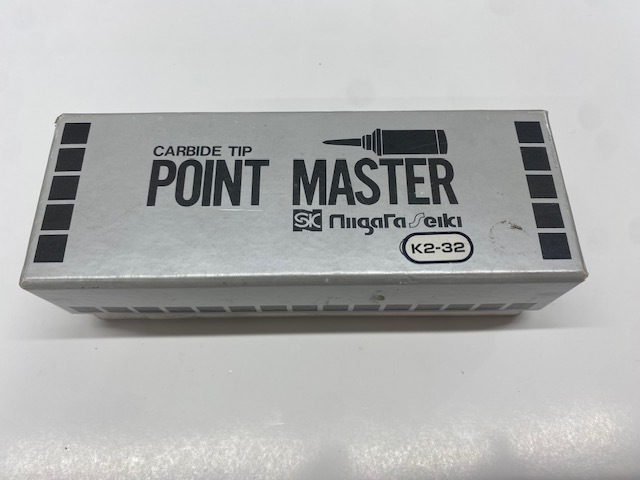 CARBIDE TIP
POINT MASTER
SK Niigata Seiki
K2-32